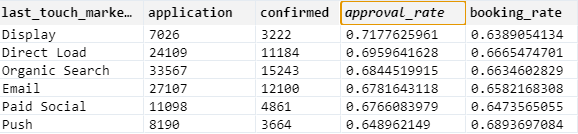 last_touch_marke... application confirmed approval_rate booking_rate
Display 7026 3222 0.7177625961 0.6389054134
Direct Load 24109 11184 0.6959641628 0.6665474701
Organic Search 33567 15243 0.6844519915 0.6634602829
Email 27107 12100 0.6781643118 0.6582168308
Paid Social 11098 4861 0.6766083979 0.6473565055
Push 8190 3664 0.648962149 0.6893697084